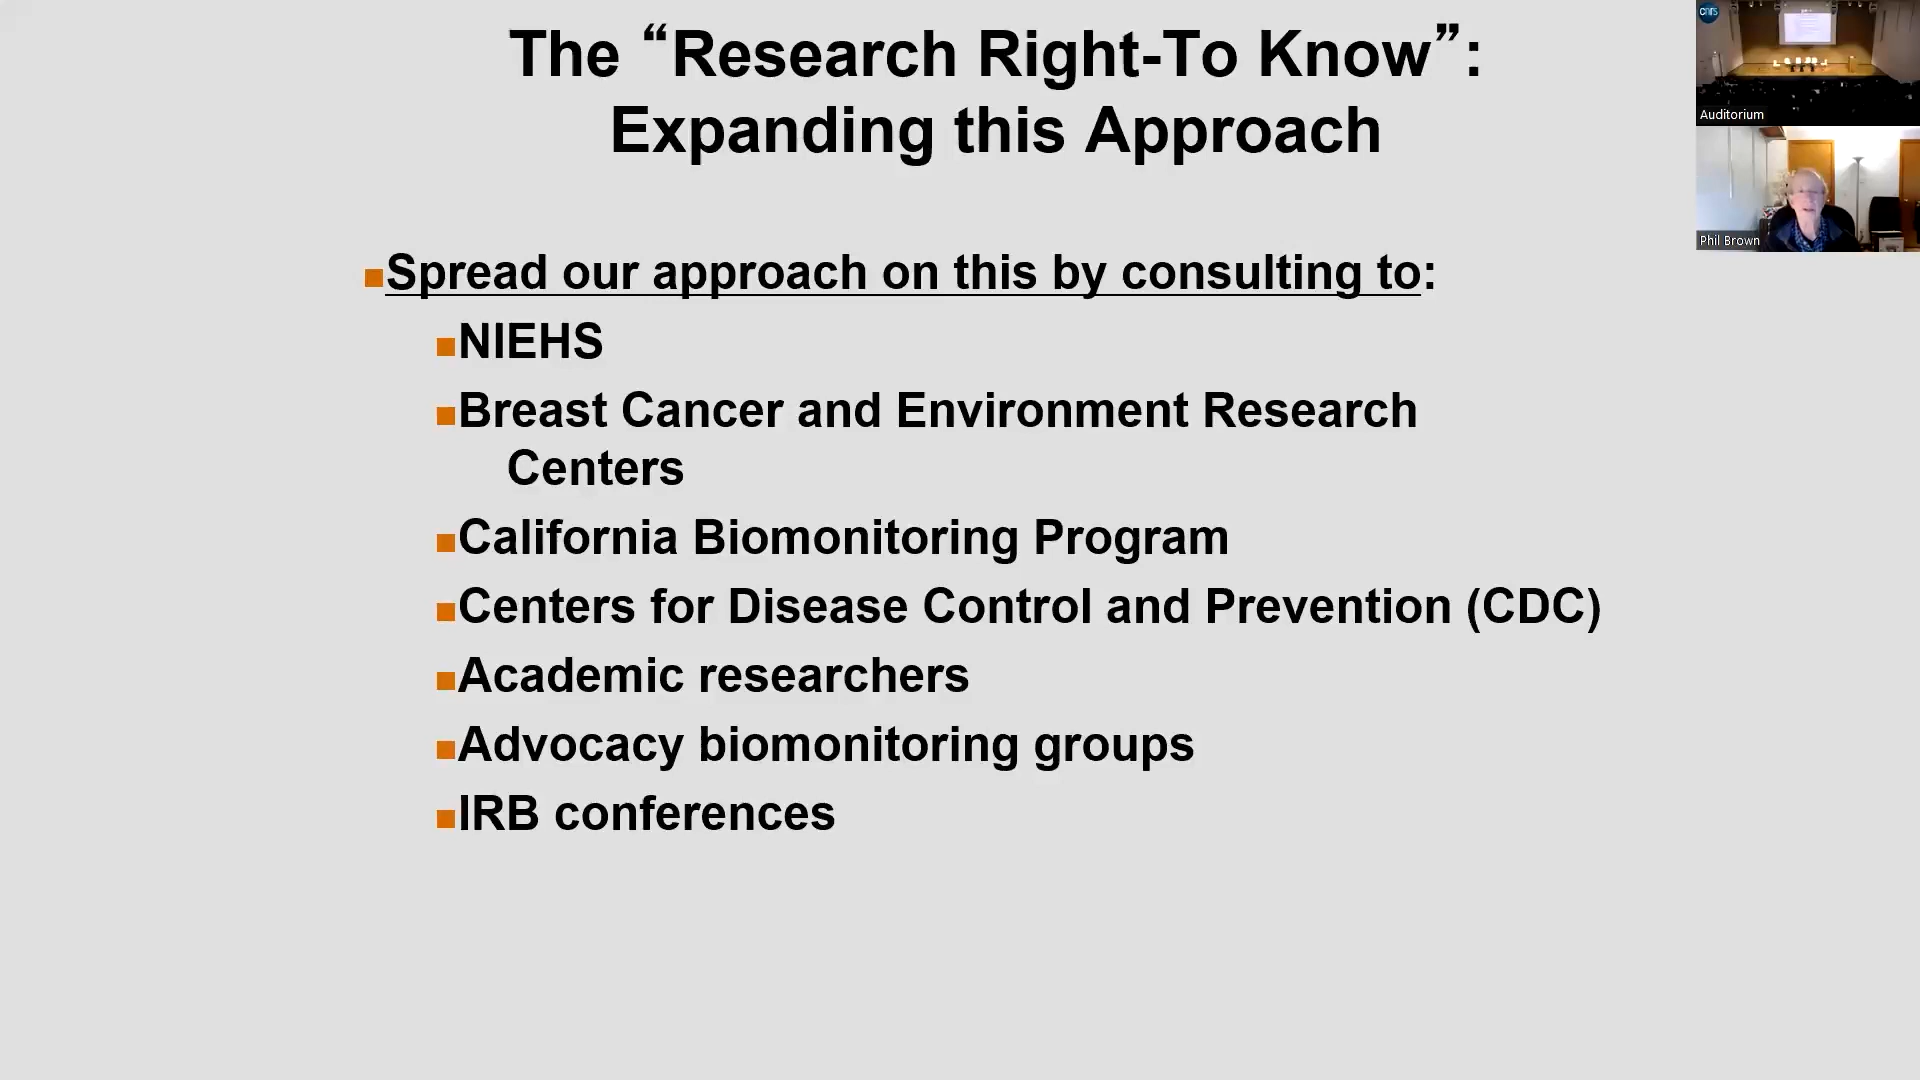 The “Research Right-To Know”:
Expanding this Approach
cnrs
Auditorium
Phil Brown
■Spread our approach on this by consulting to:
■NIEHS
■Breast Cancer and Environment Research
Centers
■California Biomonitoring Program
■Centers for Disease Control and Prevention (CDC)
■Academic researchers
■Advocacy biomonitoring groups
■IRB conferences